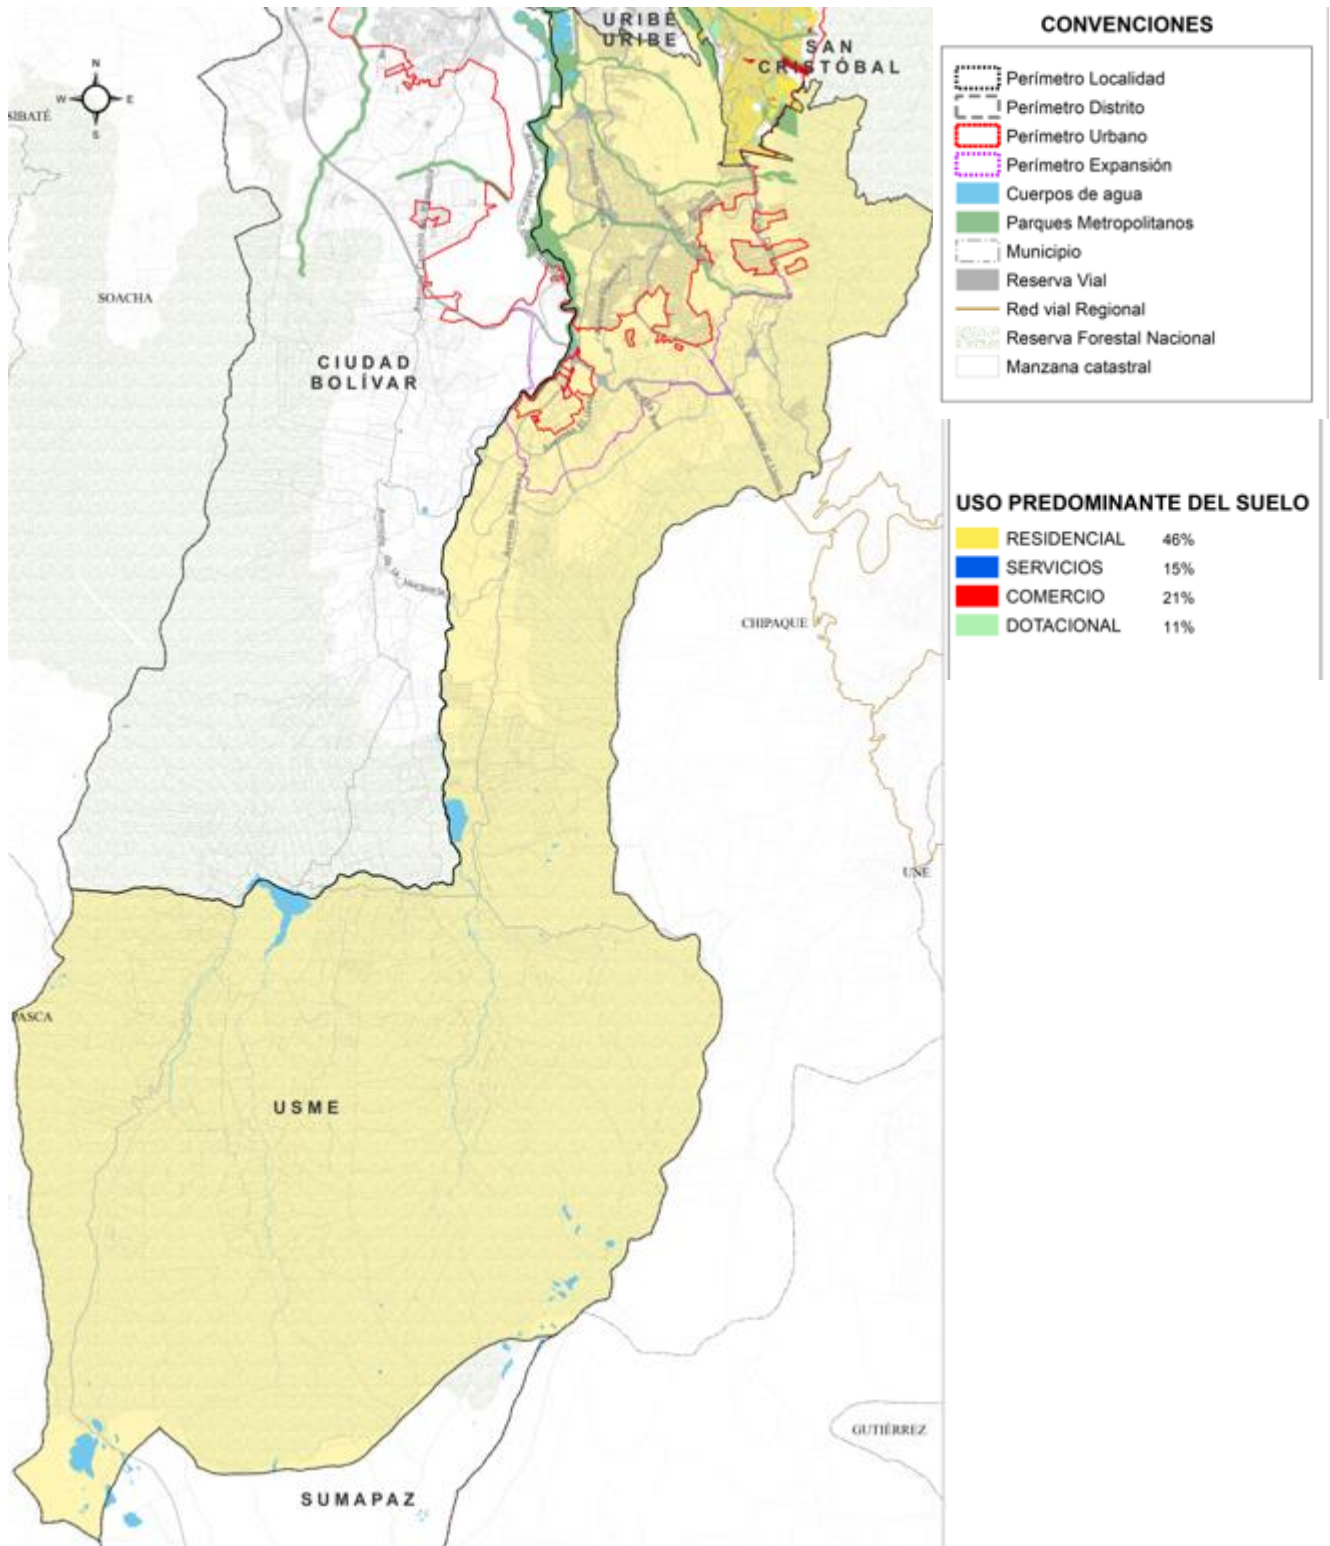 URIBE
URIBE
SAN
CRISTÓBAL
N
W
E
S
SIBATÉ
SOACHA
CIUDAD
BOLÍVAR
CHIPAQUE
UNE
PASCA
USME
GUTIÉRREZ
SUMAPAZ
CONVENCIONES
Perímetro Localidad
Perímetro Distrito
Perímetro Urbano
Perímetro Expansión
Cuerpos de agua
Parques Metropolitanos
Municipio
Reserva Vial
Red vial Regional
Reserva Forestal Nacional
Manzana catastral
USO PREDOMINANTE DEL SUELO
RESIDENCIAL 46%
SERVICIOS 15%
COMERCIO 21%
DOTACIONAL 11%